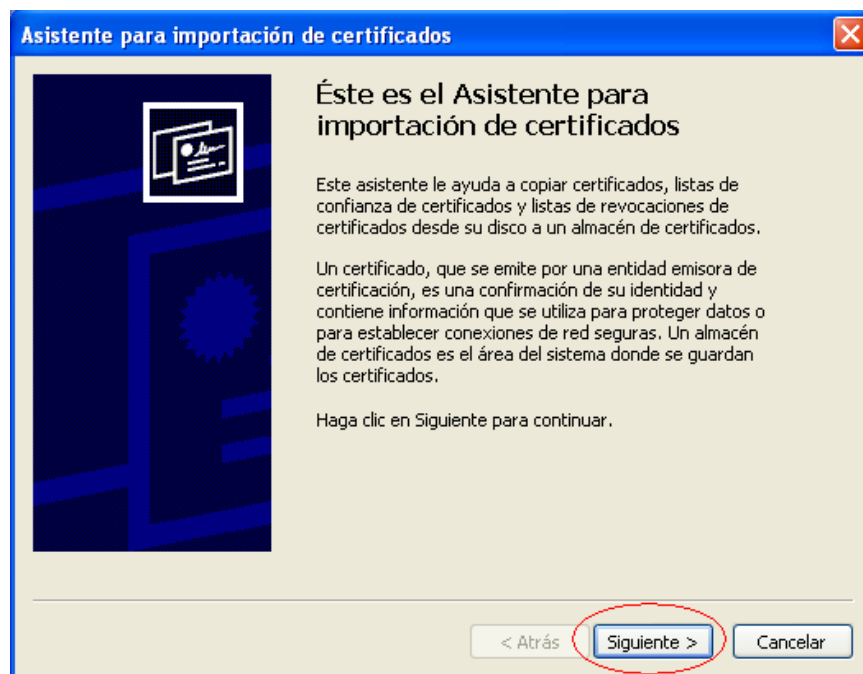 Asistente para importación de certificados
Éste es el Asistente para
importación de certificados
Este asistente le ayuda a copiar certificados, listas de
confianza de certificados y listas de revocaciones de
certificados desde su disco a un almacén de certificados.
Un certificado, que se emite por una entidad emisora de
certificación, es una confirmación de su identidad y
contiene información que se utiliza para proteger datos o
para establecer conexiones de red seguras. Un almacén
de certificados es el área del sistema donde se guardan
los certificados.
Haga clic en Siguiente para continuar.
< Atrás Siguiente > Cancelar